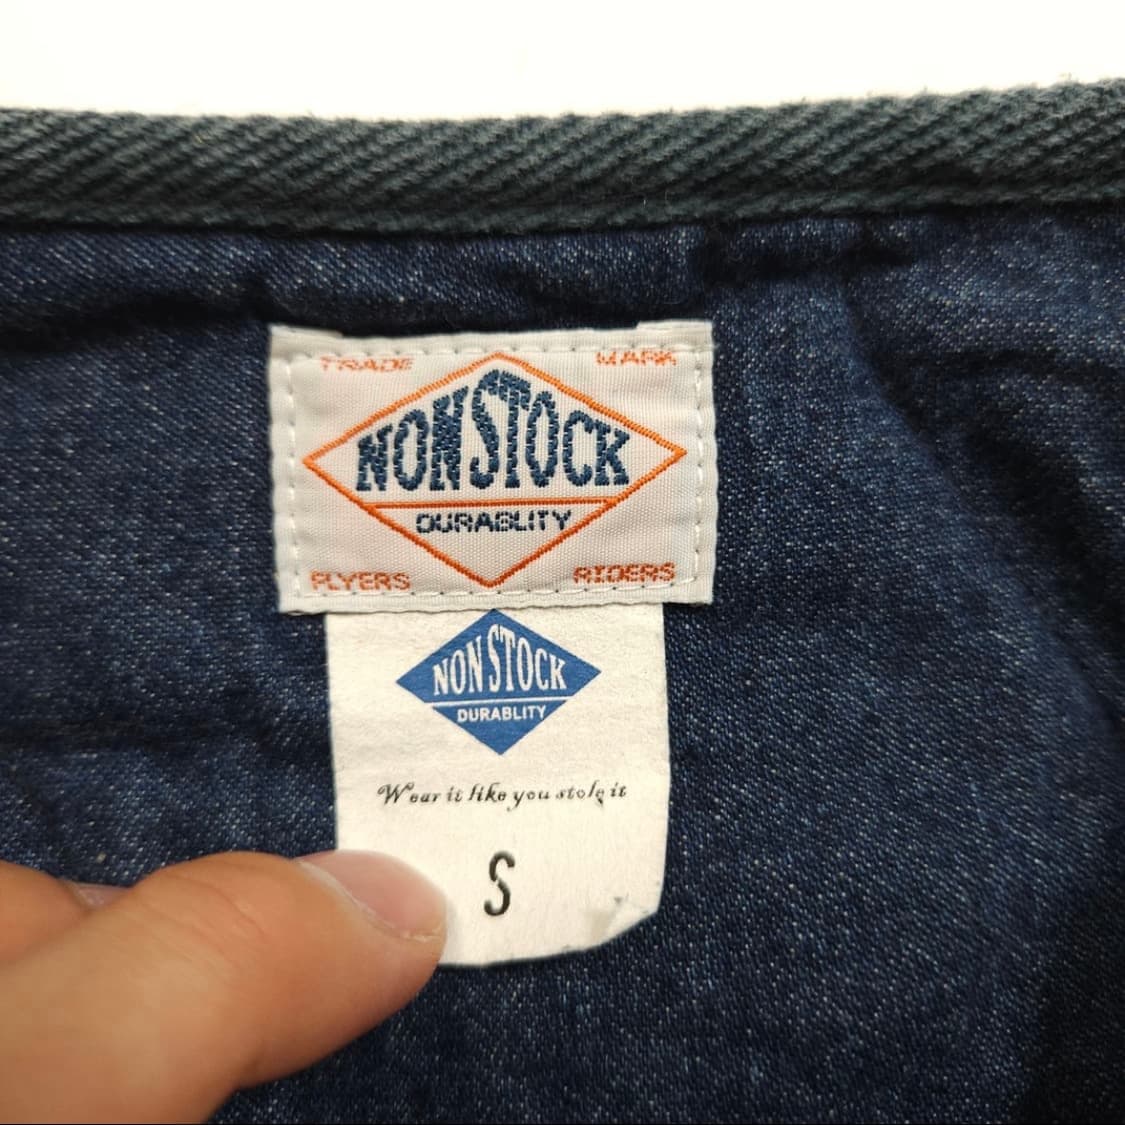 TRADE MARK
NONSTOCK
DURABLITY
FLYERS RIDERS
NONSTOCK
DURABLITY
Wear it like you stole it
S